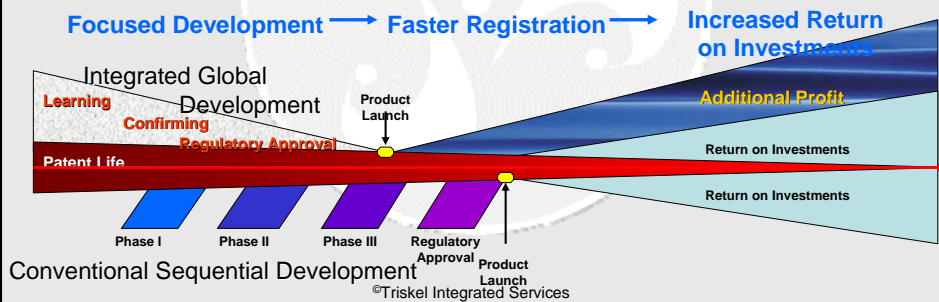 Focused Development
Faster Registration
Increased Return
on Investments
Integrated Global
Development
Learning
Confirming
Regulatory Approval
Product
Launch
Additional Profit
Patent Life
Return on Investments
Return on Investments
Phase I
Phase II
Phase III
Regulatory
Approval
Product
Launch
Conventional Sequential Development
©Triskel Integrated Services